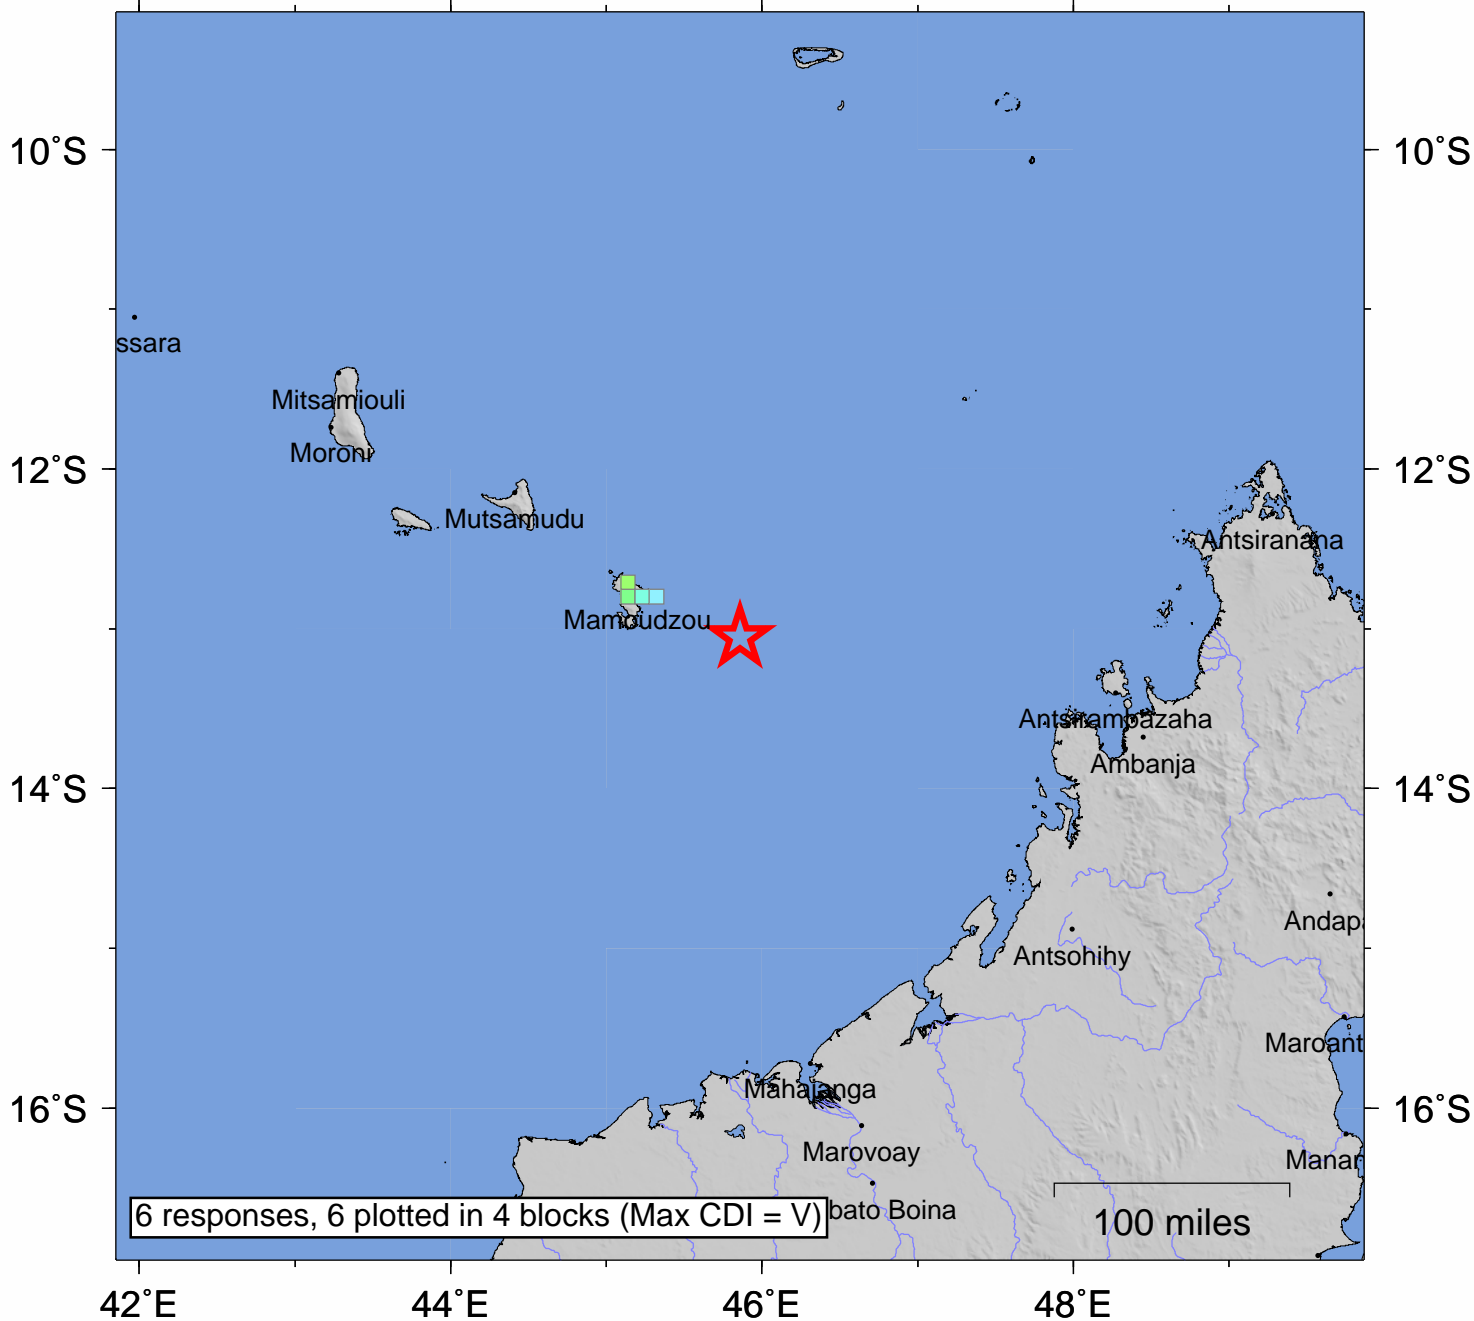 10°S 10°S
ssara
Mitsamiouli
Moroni
12°S 12°S
Mutsamudu
Antsiranana
Mamoudzou
Antsirambazaha
Ambanja
14°S 14°S
Andapa
Antsohihy
Maroant
Mahajanga
16°S 16°S
Marovoay
Manar
6 responses, 6 plotted in 4 blocks (Max CDI = V)
bato Boina
100 miles
42°E 44°E 46°E 48°E